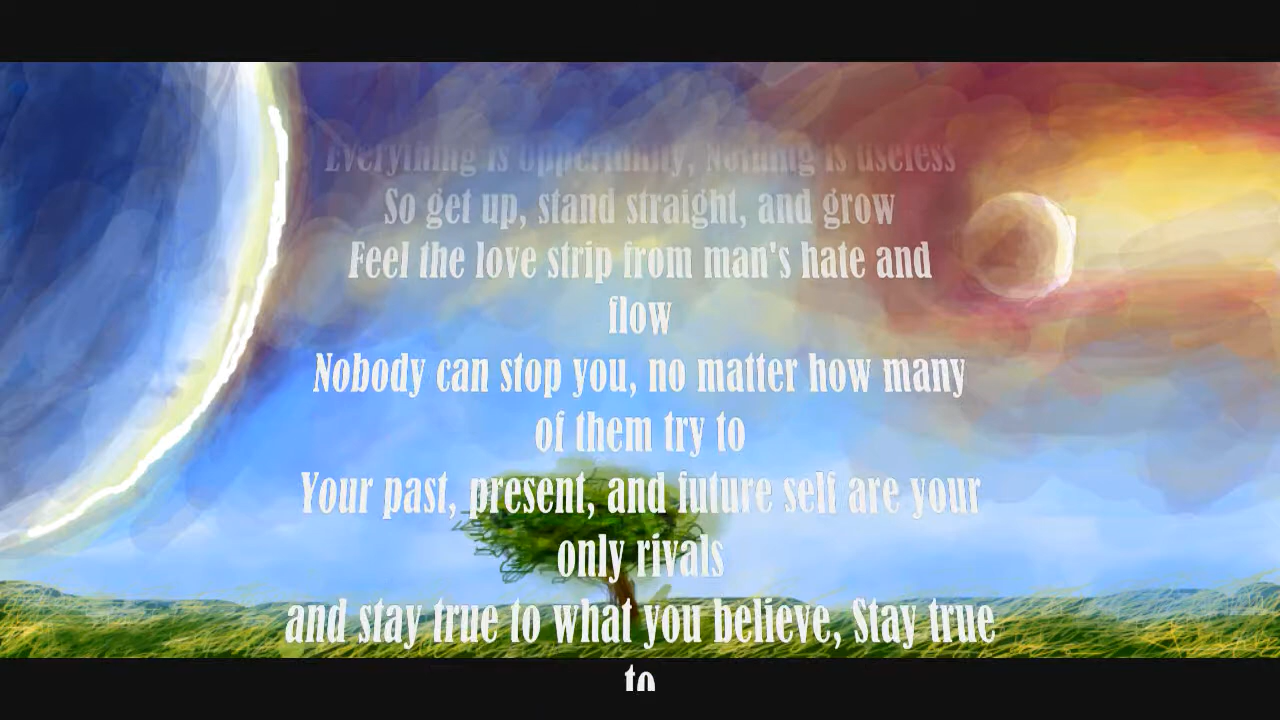 Everything is opportunity, Nothing is useless
So get up, stand straight, and grow
Feel the love strip from man's hate and
flow
Nobody can stop you, no matter how many
of them try to
Your past, present, and future self are your
only rivals
and stay true to what you believe, Stay true
to